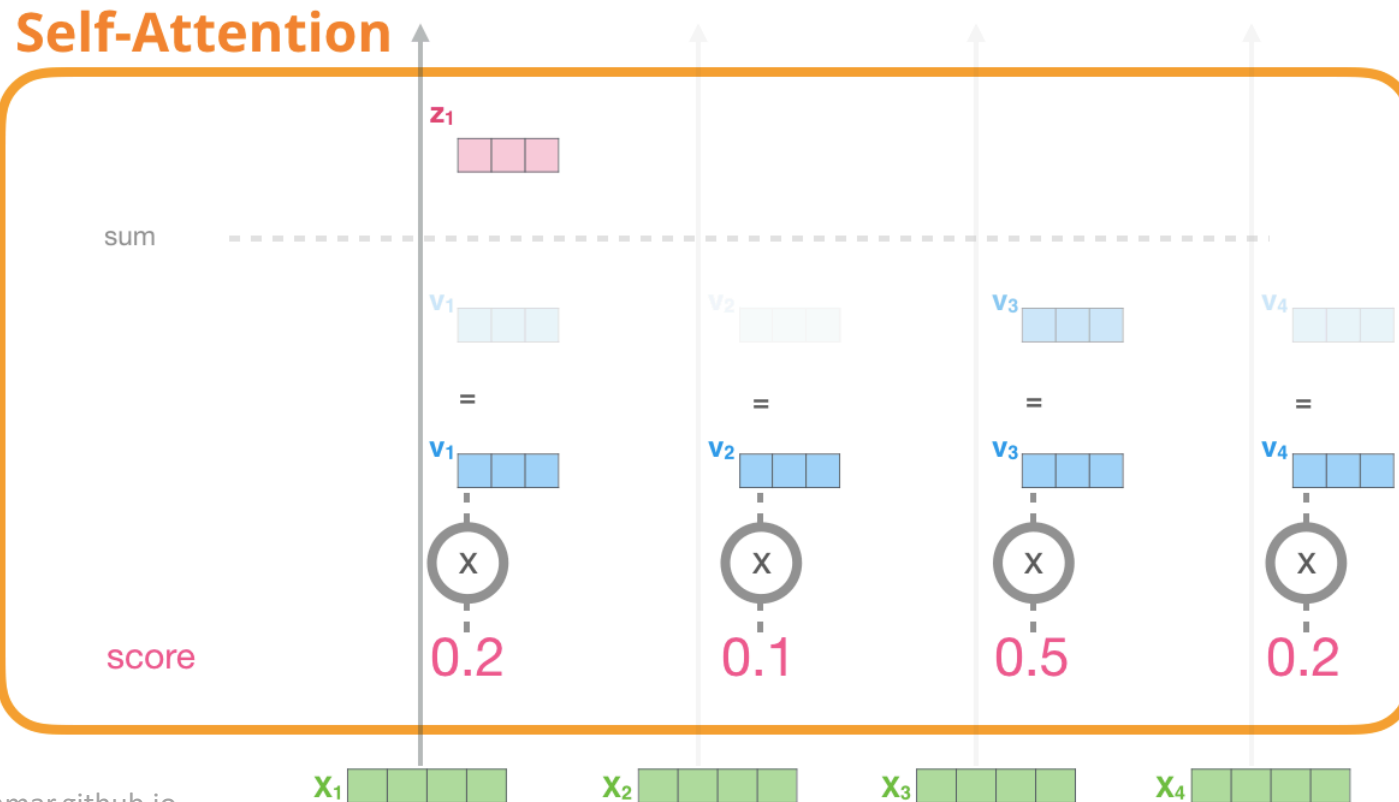 Self-Attention
z1
sum
v1 v2 v3 v4
= = = =
v1 v2 v3 v4
X X X X
score 0.2 0.1 0.5 0.2
X1 X2 X3 X4